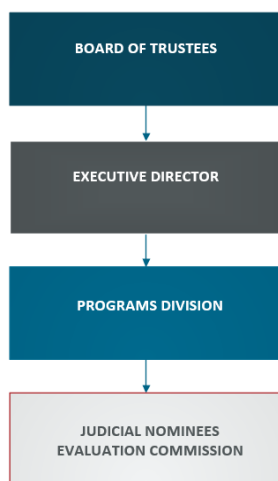 BOARD OF TRUSTEES
EXECUTIVE DIRECTOR
PROGRAMS DIVISION
JUDICIAL NOMINEES
EVALUATION COMMISSION